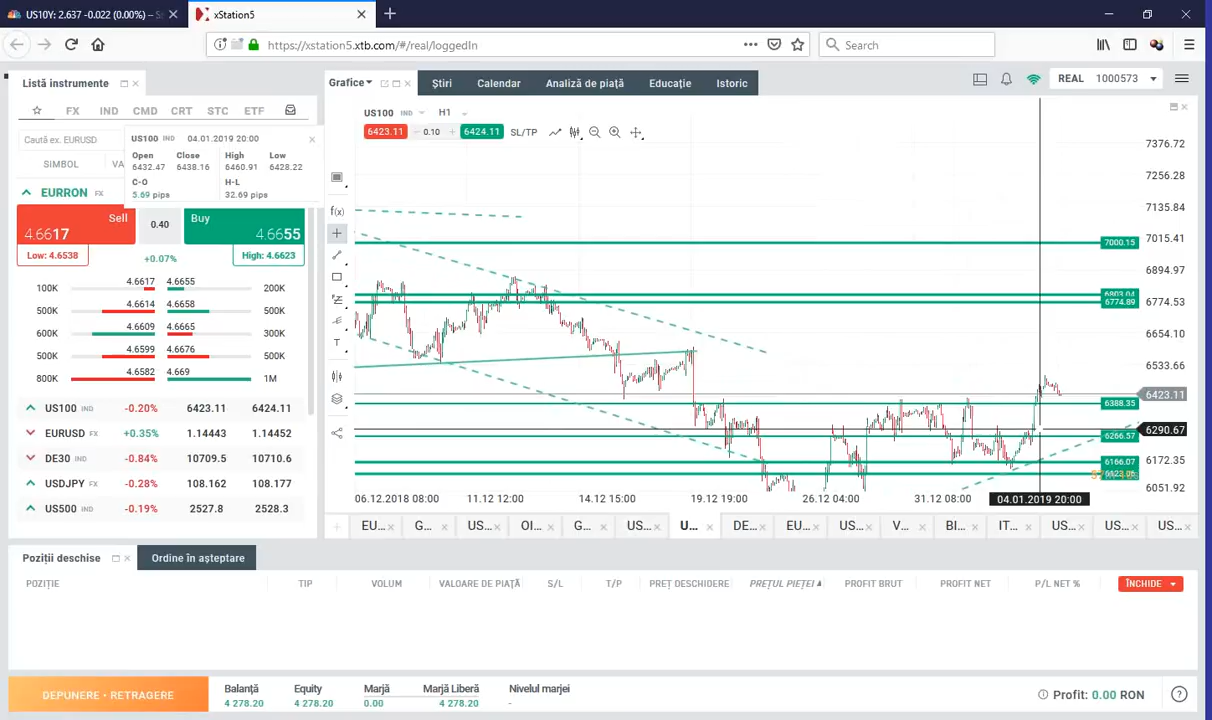 US10Y: 2.637 -0.022 (0.00%) –
xStation5
https://xstation5.xtb.com/#/real/loggedIn
Search
Listă instrumente
Grafice
Știri
Calendar
Analiză de piață
Educație
Istoric
REAL 1000573
FX IND CMD CRT STC ETF
Caută ex. EURUSD
SIMBOL
US100 IND 04.01.2019 20:00
Open Close High Low
6432.47 6438.16 6460.91 6428.22
C-O H-L
5.69 pips 32.69 pips
EURRON FX
Sell
4.6617
0.40
Buy
4.6655
Low: 4.6538
+0.07%
High: 4.6623
100K 4.6617 4.6655 200K
500K 4.6614 4.6658 500K
600K 4.6609 4.6665 300K
500K 4.6599 4.6676 500K
800K 4.6582 4.669 1M
US100 IND -0.20% 6423.11 6424.11
EURUSD FX +0.35% 1.14443 1.14452
DE30 IND -0.84% 10709.5 10710.6
USDJPY FX -0.28% 108.162 108.177
US500 IND -0.19% 2527.8 2528.3
US100 IND H1
6423.11 0.10 6424.11 SL/TP
f(x)
T
7376.72
7256.28
7135.84
7015.41
7000.15
6894.97
6803.04
6774.89
6774.53
6654.10
6533.66
6423.11
6388.35
6290.67
6266.57
6172.35
6166.07
6051.92
06.12.2018 08:00
11.12 12:00
14.12 15:00
19.12 19:00
26.12 04:00
31.12 08:00
04.01.2019 20:00
EU... G... US... OI... G... US... U... DE... EU... US... V... BI... IT... US... US... US...
Poziții deschise
Ordine în așteptare
POZIȚIE TIP VOLUM VALOARE DE PIAȚĂ S/L T/P PREȚ DESCHIDERE PREȚUL PIEȚEI PROFIT BRUT PROFIT NET P/L NET %
ÎNCHIDE
DEPUNERE • RETRAGERE
Balanță Equity Marjă Marjă Liberă Nivelul marjei
4 278.20 4 278.20 0.00 4 278.20 -
Profit: 0.00 RON